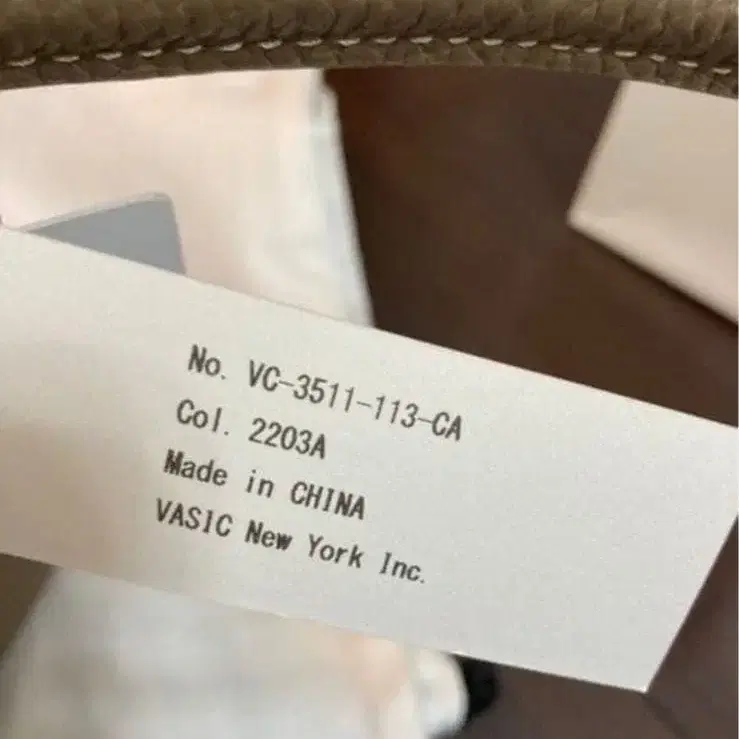 No. VC-3511-113-CA
Col. 2203A
Made in CHINA
VASIC New York Inc.